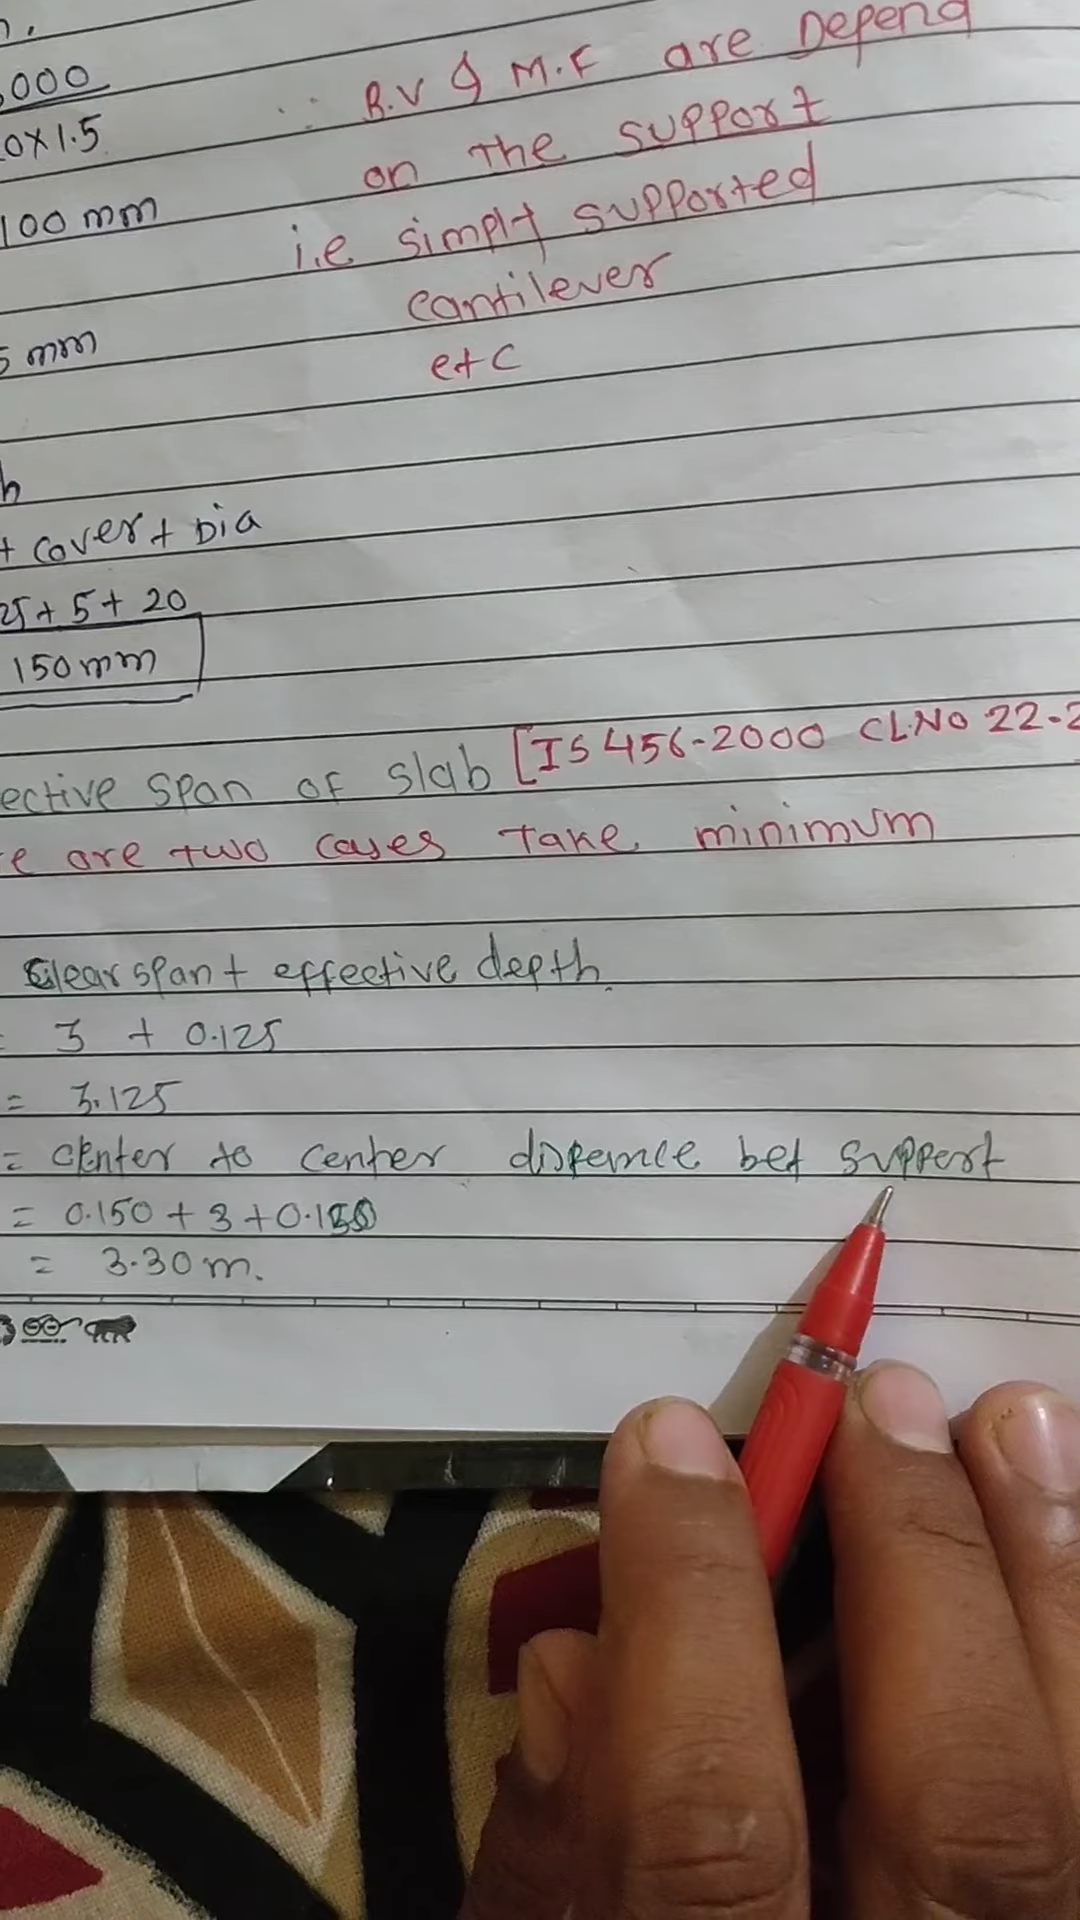 000
0×1.5
100 mm
5 mm
∴ B.V & M.F are Depend
on the support
i.e simply supported
cantilever
etc
h
+ cover + Dia
25 + 5 + 20
150 mm
ective span of slab [IS 456-2000 CL.NO 22.2
e are two cases Take minimum
Clear span + effective depth.
= 3 + 0.125
= 3.125
= center to center distence bet support
= 0.150 + 3 + 0.150
= 3.30 m.